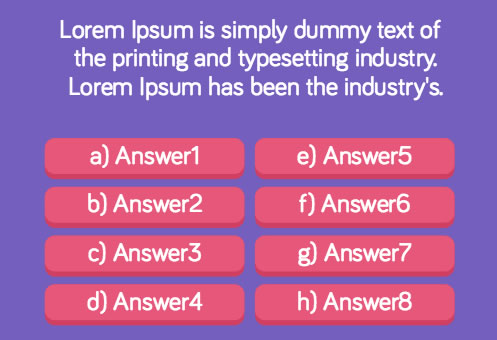 Lorem Ipsum is simply dummy text of
the printing and typesetting industry.
Lorem Ipsum has been the industry's.
a) Answer1
b) Answer2
c) Answer3
d) Answer4
e) Answer5
f) Answer6
g) Answer7
h) Answer8